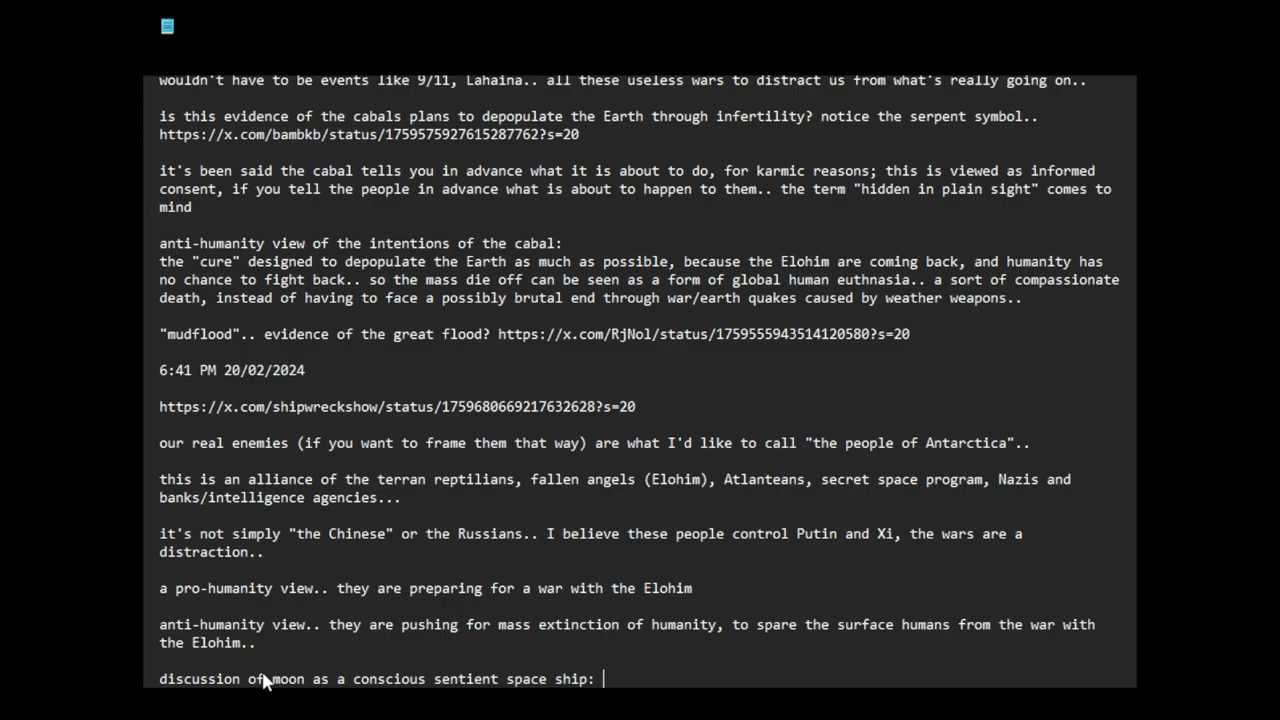 wouldn't have to be events like 9/11, Lahaina.. all these useless wars to distract us from what's really going on..
is this evidence of the cabals plans to depopulate the Earth through infertility? notice the serpent symbol..
https://x.com/bambkb/status/1759575927615287762?s=20
it's been said the cabal tells you in advance what it is about to do, for karmic reasons; this is viewed as informed
consent, if you tell the people in advance what is about to happen to them.. the term "hidden in plain sight" comes to
mind
anti-humanity view of the intentions of the cabal:
the "cure" designed to depopulate the Earth as much as possible, because the Elohim are coming back, and humanity has
no chance to fight back.. so the mass die off can be seen as a form of global human euthnasia.. a sort of compassionate
death, instead of having to face a possibly brutal end through war/earth quakes caused by weather weapons..
"mudflood".. evidence of the great flood? https://x.com/RjNol/status/1759555943514120580?s=20
6:41 PM 20/02/2024
https://x.com/shipwreckshow/status/1759680669217632628?s=20
our real enemies (if you want to frame them that way) are what I'd like to call "the people of Antarctica"..
this is an alliance of the terran reptilians, fallen angels (Elohim), Atlanteans, secret space program, Nazis and
banks/intelligence agencies...
it's not simply "the Chinese" or the Russians.. I believe these people control Putin and Xi, the wars are a
distraction..
a pro-humanity view.. they are preparing for a war with the Elohim
anti-humanity view.. they are pushing for mass extinction of humanity, to spare the surface humans from the war with
the Elohim..
discussion of moon as a conscious sentient space ship: